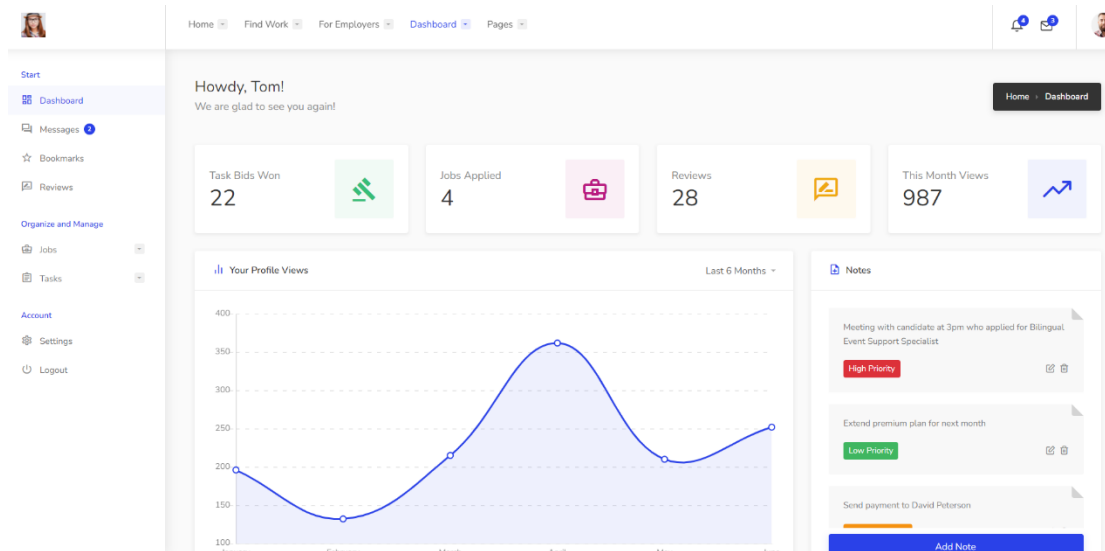 Home Find Work For Employers Dashboard Pages
4 3
Start
Dashboard
Messages 2
Bookmarks
Reviews
Organize and Manage
Jobs
Tasks
Account
Settings
Logout
Howdy, Tom!
We are glad to see you again!
Home › Dashboard
Task Bids Won
22
Jobs Applied
4
Reviews
28
This Month Views
987
Your Profile Views
Last 6 Months
400
350
300
250
200
150
100
Notes
Meeting with candidate at 3pm who applied for Bilingual
Event Support Specialist
High Priority
Extend premium plan for next month
Low Priority
Send payment to David Peterson
Add Note